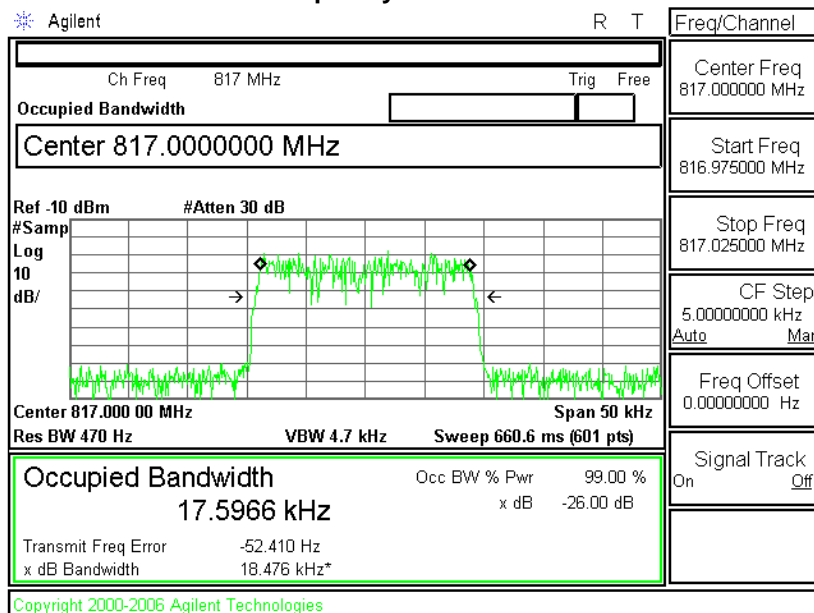 Agilent
R T
Freq/Channel
Ch Freq 817 MHz
Trig Free
Occupied Bandwidth
Center 817.0000000 MHz
Ref -10 dBm #Atten 30 dB
#Samp
Log
10
dB/
Center 817.000 00 MHz
Span 50 kHz
Res BW 470 Hz
VBW 4.7 kHz
Sweep 660.6 ms (601 pts)
Occupied Bandwidth
17.5966 kHz
Occ BW % Pwr 99.00 %
x dB -26.00 dB
Transmit Freq Error -52.410 Hz
x dB Bandwidth 18.476 kHz*
Copyright 2000-2006 Agilent Technologies
Center Freq
817.000000 MHz
Start Freq
816.975000 MHz
Stop Freq
817.025000 MHz
CF Step
5.00000000 kHz
Auto Man
Freq Offset
0.00000000 Hz
Signal Track
On Off